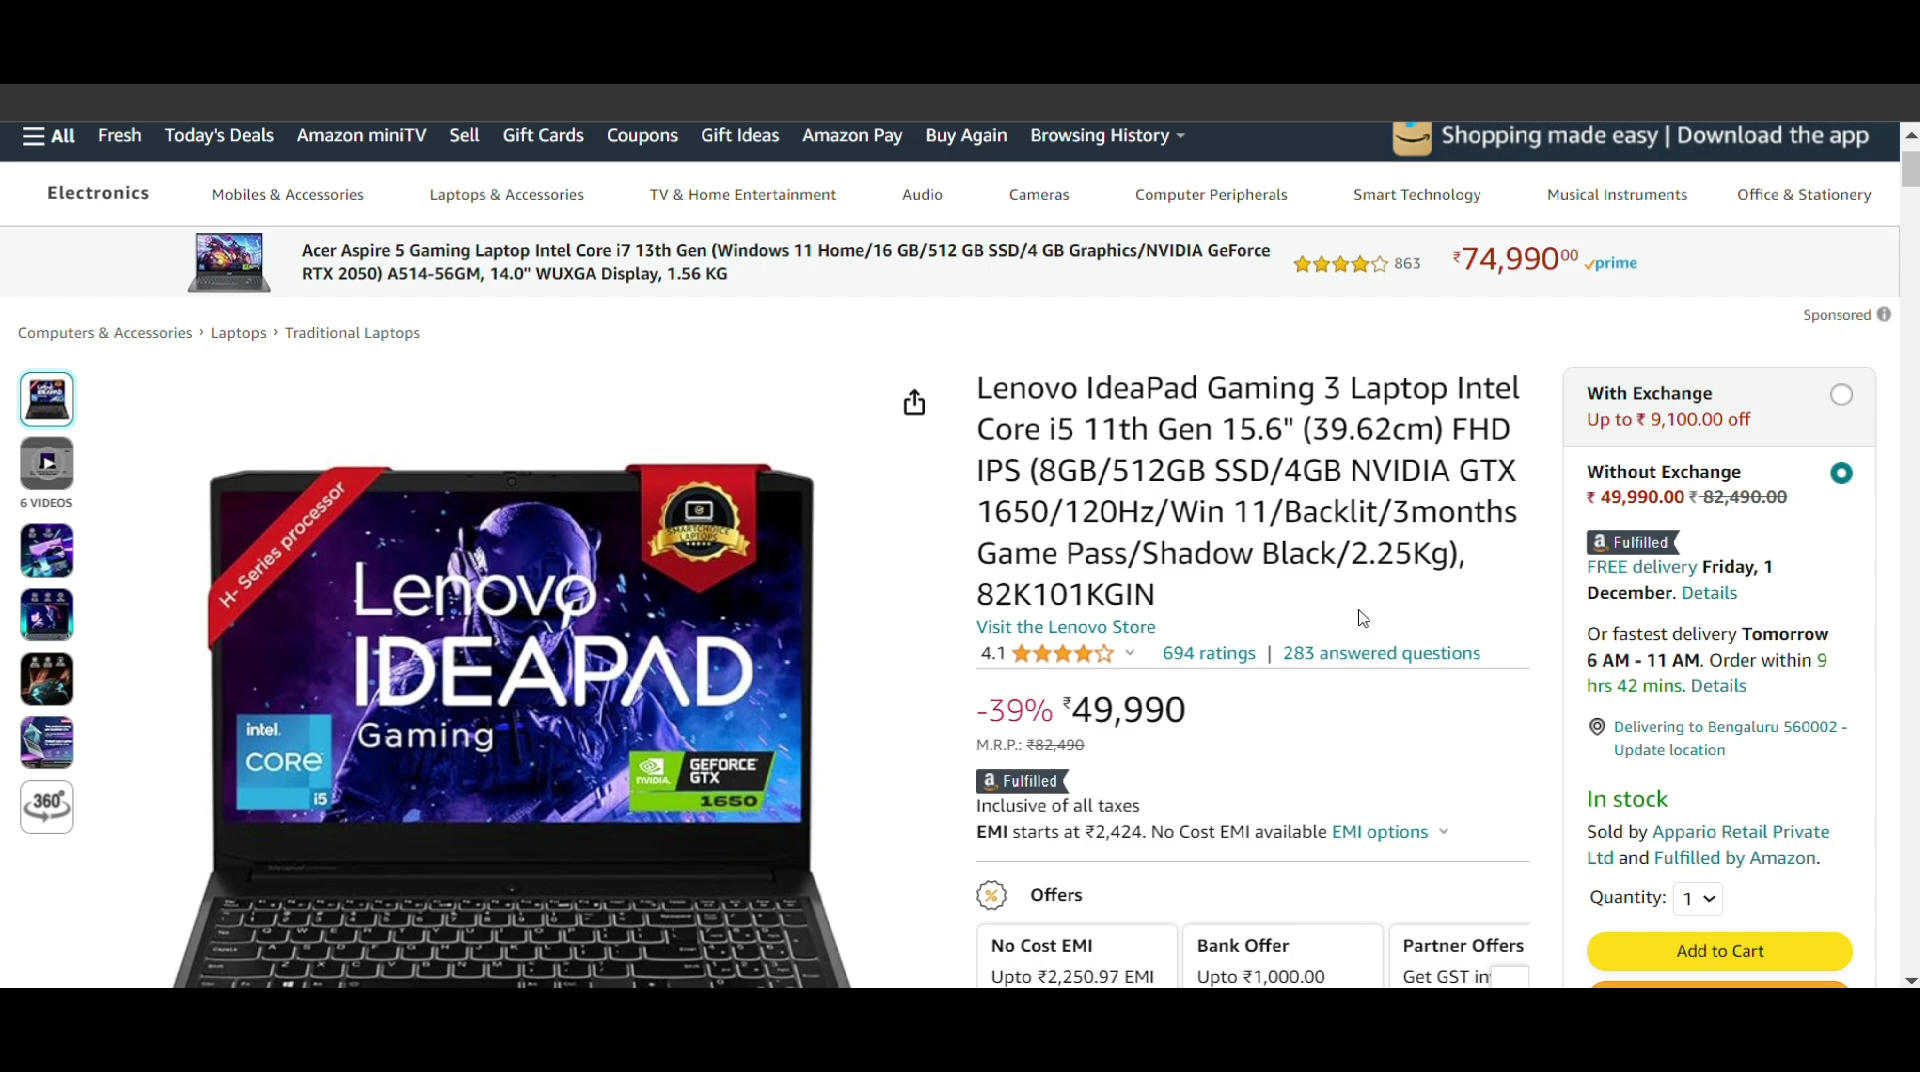 All Fresh Today's Deals Amazon miniTV Sell Gift Cards Coupons Gift Ideas Amazon Pay Buy Again Browsing History Shopping made easy | Download the app
Electronics Mobiles & Accessories Laptops & Accessories TV & Home Entertainment Audio Cameras Computer Peripherals Smart Technology Musical Instruments Office & Stationery
Acer Aspire 5 Gaming Laptop Intel Core i7 13th Gen (Windows 11 Home/16 GB/512 GB SSD/4 GB Graphics/NVIDIA GeForce
RTX 2050) A514-56GM, 14.0" WUXGA Display, 1.56 KG
863 ₹74,990⁰⁰ prime
Sponsored
Computers & Accessories › Laptops › Traditional Laptops
6 VIDEOS
360°
H- Series processor
SMARTCHOICE
LAPTOPS
Lenovo
IDEAPAD
Gaming
intel.
CORE
i5
NVIDIA.
GEFORCE
GTX
1650
Lenovo IdeaPad Gaming 3 Laptop Intel
Core i5 11th Gen 15.6" (39.62cm) FHD
IPS (8GB/512GB SSD/4GB NVIDIA GTX
1650/120Hz/Win 11/Backlit/3months
Game Pass/Shadow Black/2.25Kg),
82K101KGIN
Visit the Lenovo Store
4.1 694 ratings | 283 answered questions
-39% ₹49,990
M.R.P.: ₹82,490
a Fulfilled
Inclusive of all taxes
EMI starts at ₹2,424. No Cost EMI available EMI options
Offers
No Cost EMI
Upto ₹2,250.97 EMI
Bank Offer
Upto ₹1,000.00
Partner Offers
Get GST in
With Exchange
Up to ₹ 9,100.00 off
Without Exchange
₹ 49,990.00 ₹ 82,490.00
a Fulfilled
FREE delivery Friday, 1
December. Details
Or fastest delivery Tomorrow
6 AM - 11 AM. Order within 9
hrs 42 mins. Details
Delivering to Bengaluru 560002 -
Update location
In stock
Sold by Appario Retail Private
Ltd and Fulfilled by Amazon.
Quantity: 1
Add to Cart